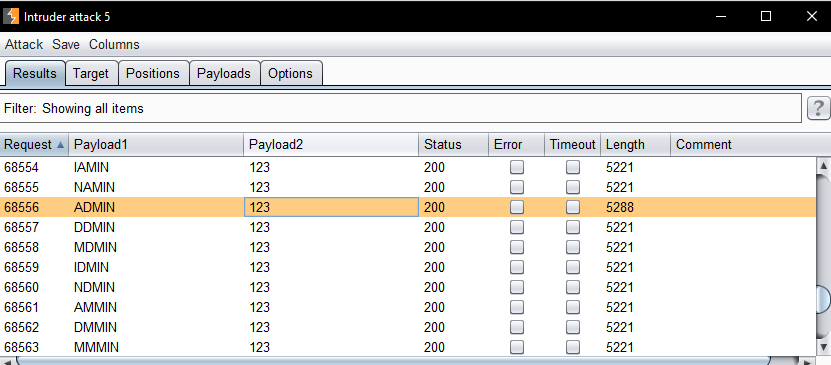 Intruder attack 5
Attack Save Columns
Results Target Positions Payloads Options
Filter: Showing all items ?
Request Payload1 Payload2 Status Error Timeout Length Comment
68554 IAMIN 123 200 5221
68555 NAMIN 123 200 5221
68556 ADMIN 123 200 5288
68557 DDMIN 123 200 5221
68558 MDMIN 123 200 5221
68559 IDMIN 123 200 5221
68560 NDMIN 123 200 5221
68561 AMMIN 123 200 5221
68562 DMMIN 123 200 5221
68563 MMMIN 123 200 5221